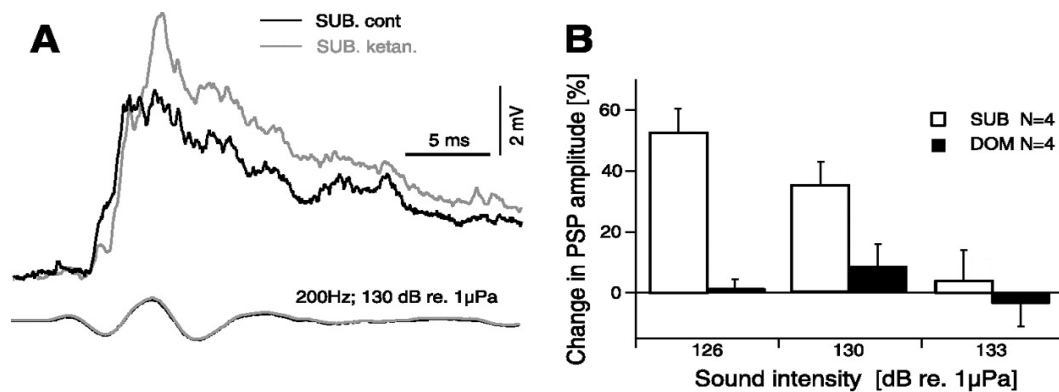 A
SUB. cont
SUB. ketan.
5 ms
2 mV
200Hz; 130 dB re. 1µPa
B
Change in PSP amplitude [%]
60
40
20
0
SUB N=4
DOM N=4
126 130 133
Sound intensity [dB re. 1µPa]